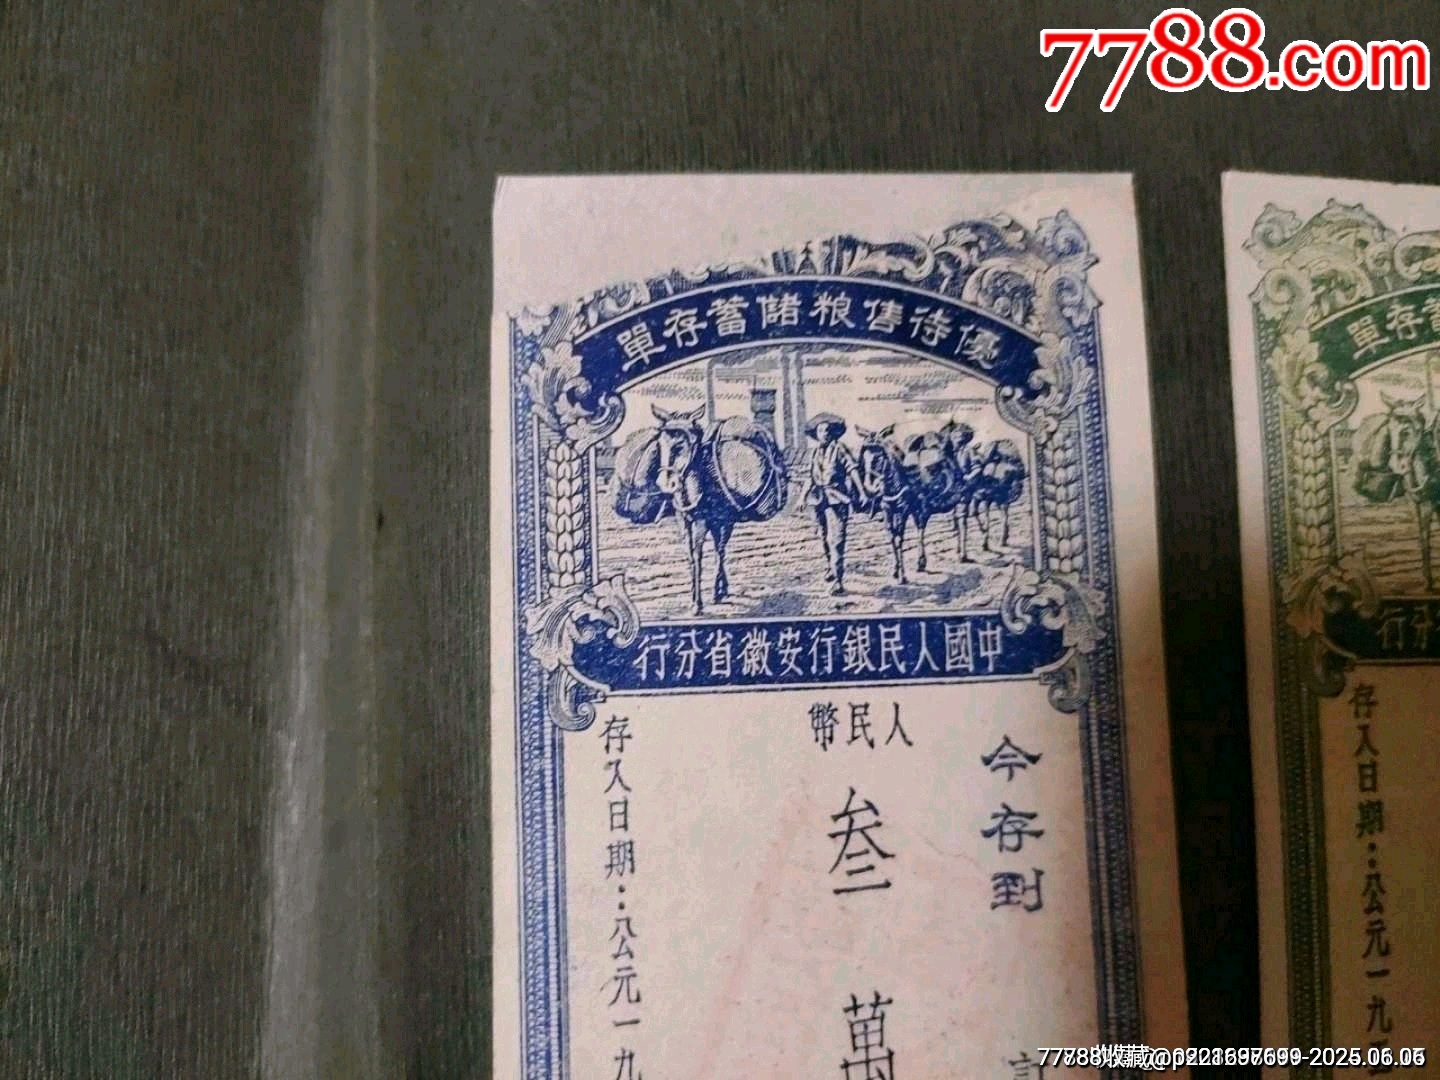 7788.com
優待售粮儲蓄存單
中國人民銀行安徽省分行
人民幣
今存到
叁萬
存入日期：公元一九
蓄存單
行分
存入日期：公元一九五